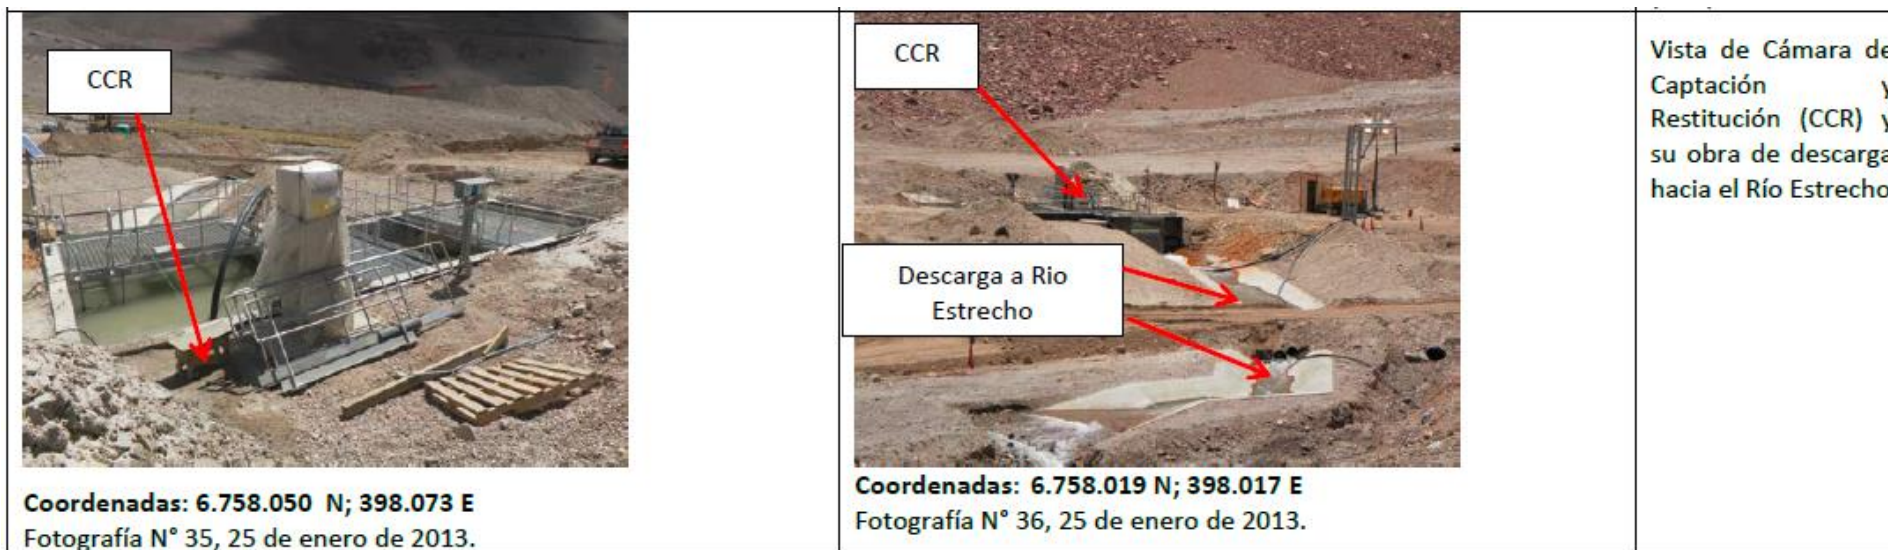 CCR
Coordenadas: 6.758.050 N; 398.073 E
Fotografía N° 35, 25 de enero de 2013.
CCR
Descarga a Rio
Estrecho
Coordenadas: 6.758.019 N; 398.017 E
Fotografía N° 36, 25 de enero de 2013.
Vista de Cámara de
Captación y
Restitución (CCR) y
su obra de descarga
hacia el Río Estrecho